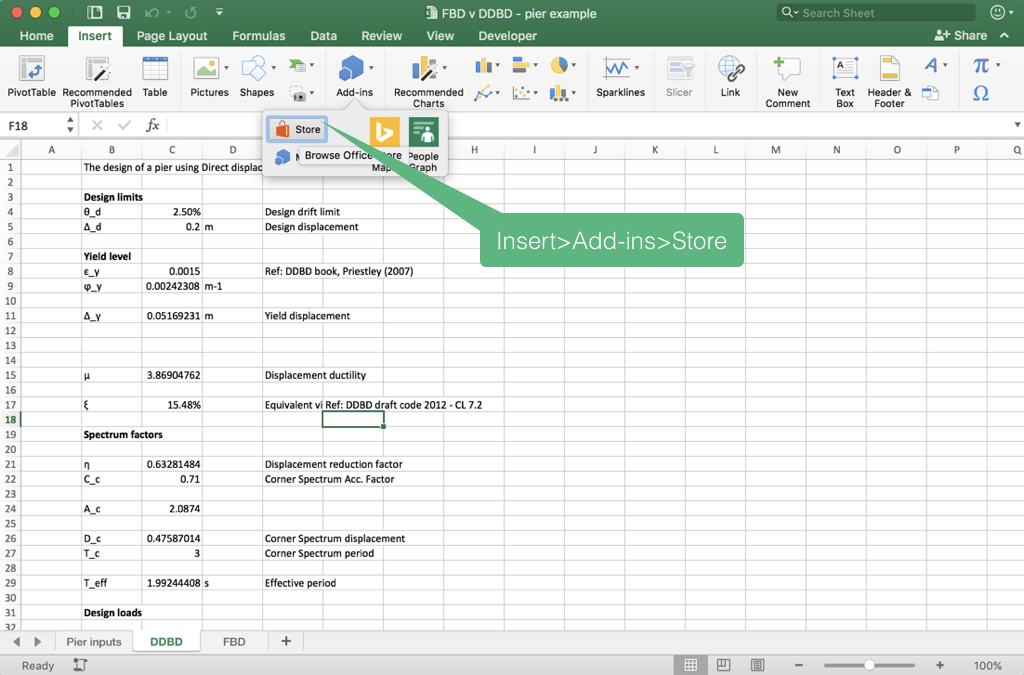 FBD v DDBD - pier example
Search Sheet
Home Insert Page Layout Formulas Data Review View Developer Share
PivotTable Recommended PivotTables Table Pictures Shapes Add-ins Recommended Charts Sparklines Slicer Link New Comment Text Box Header & Footer
F18 fx
Store
Browse Office
People Graph
Insert>Add-ins>Store
A B C D H I J K L M N O P Q
1 The design of a pier using Direct displac
2
3 Design limits
4 θ_d 2.50% Design drift limit
5 Δ_d 0.2 m Design displacement
6
7 Yield level
8 ε_y 0.0015 Ref: DDBD book, Priestley (2007)
9 φ_y 0.00242308 m-1
10
11 Δ_y 0.05169231 m Yield displacement
12
13
14
15 μ 3.86904762 Displacement ductility
16
17 ξ 15.48% Equivalent vi Ref: DDBD draft code 2012 - CL 7.2
18
19 Spectrum factors
20
21 η 0.63281484 Displacement reduction factor
22 C_c 0.71 Corner Spectrum Acc. Factor
23
24 A_c 2.0874
25
26 D_c 0.47587014 Corner Spectrum displacement
27 T_c 3 Corner Spectrum period
28
29 T_eff 1.99244408 s Effective period
30
31 Design loads
32
Pier inputs DDBD FBD +
Ready
100%